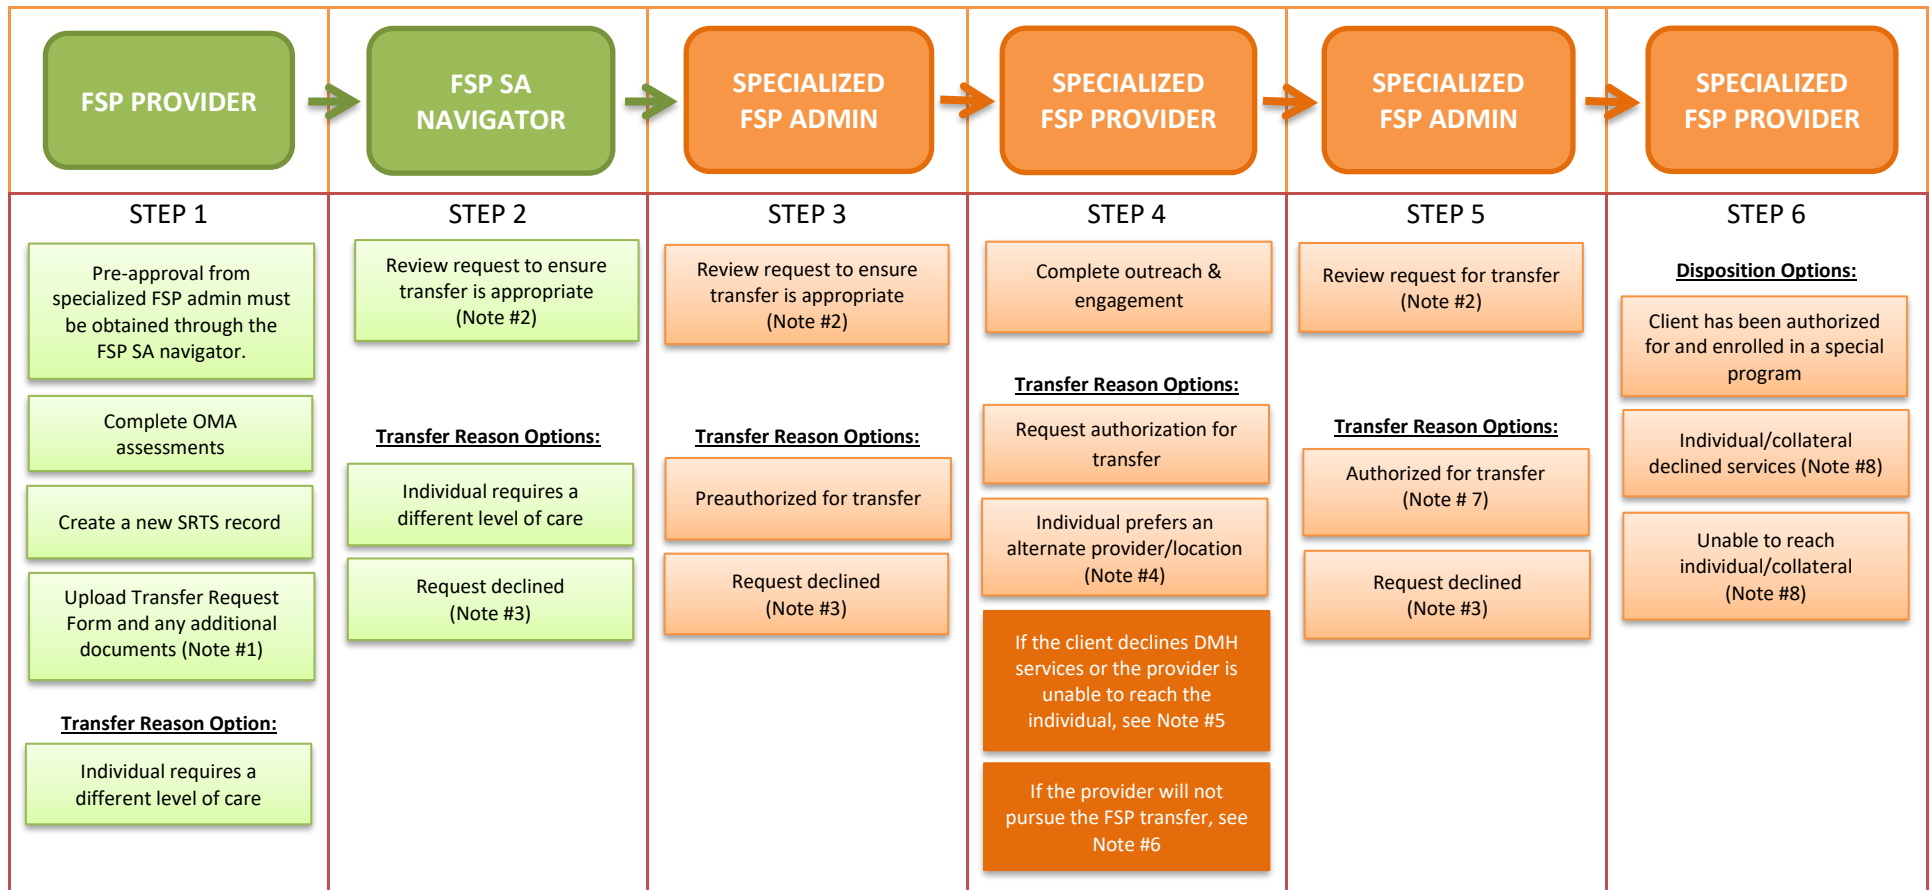 FSP PROVIDER
FSP SA
NAVIGATOR
SPECIALIZED
FSP ADMIN
SPECIALIZED
FSP PROVIDER
SPECIALIZED
FSP ADMIN
SPECIALIZED
FSP PROVIDER
STEP 1
Pre-approval from
specialized FSP admin must
be obtained through the
FSP SA navigator.
Complete OMA
assessments
Create a new SRTS record
Upload Transfer Request
Form and any additional
documents (Note #1)
Transfer Reason Option:
Individual requires a
different level of care
STEP 2
Review request to ensure
transfer is appropriate
(Note #2)
Transfer Reason Options:
Individual requires a
different level of care
Request declined
(Note #3)
STEP 3
Review request to ensure
transfer is appropriate
(Note #2)
Transfer Reason Options:
Preauthorized for transfer
Request declined
(Note #3)
STEP 4
Complete outreach &
engagement
Transfer Reason Options:
Request authorization for
transfer
Individual prefers an
alternate provider/location
(Note #4)
If the client declines DMH
services or the provider is
unable to reach the
individual, see Note #5
If the provider will not
pursue the FSP transfer, see
Note #6
STEP 5
Review request for transfer
(Note #2)
Transfer Reason Options:
Authorized for transfer
(Note # 7)
Request declined
(Note #3)
STEP 6
Disposition Options:
Client has been authorized
for and enrolled in a special
program
Individual/collateral
declined services (Note #8)
Unable to reach
individual/collateral
(Note #8)